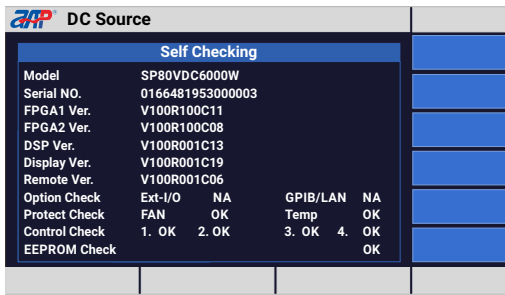 AAP® DC Source
Self Checking
Model SP80VDC6000W
Serial NO. 0166481953000003
FPGA1 Ver. V100R100C11
FPGA2 Ver. V100R100C08
DSP Ver. V100R001C13
Display Ver. V100R001C19
Remote Ver. V100R001C06
Option Check Ext-I/O NA GPIB/LAN NA
Protect Check FAN OK Temp OK
Control Check 1. OK 2. OK 3. OK 4. OK
EEPROM Check OK